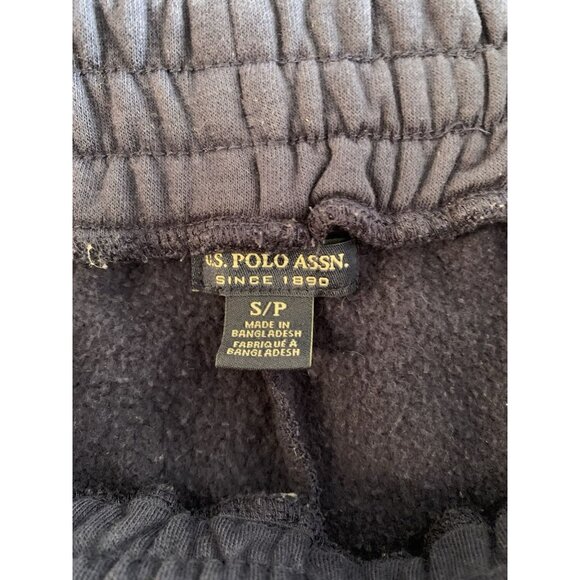 U.S. POLO ASSN.
SINCE 1890
S/P
MADE IN
BANGLADESH
FABRIQUÉ À
BANGLADESH